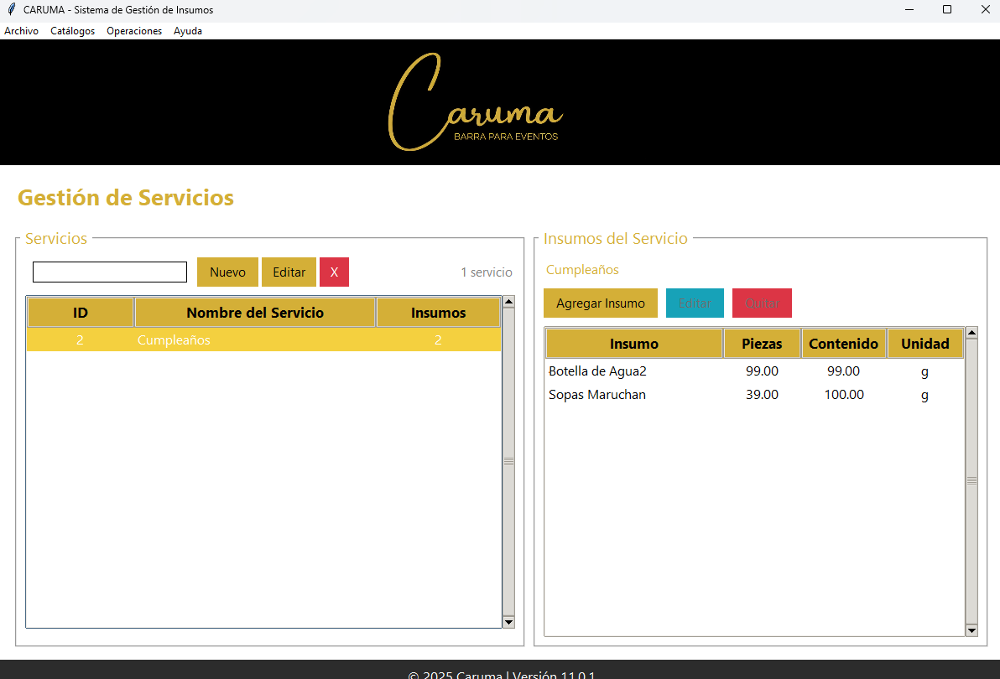 CARUMA - Sistema de Gestión de Insumos
Archivo Catálogos Operaciones Ayuda
Caruma
BARRA PARA EVENTOS
Gestión de Servicios
Servicios
Nuevo Editar X 1 servicio
ID Nombre del Servicio Insumos
2 Cumpleaños 2
Insumos del Servicio
Cumpleaños
Agregar Insumo Editar Quitar
Insumo Piezas Contenido Unidad
Botella de Agua2 99.00 99.00 g
Sopas Maruchan 39.00 100.00 g
© 2025 Caruma | Versión 11.0.1